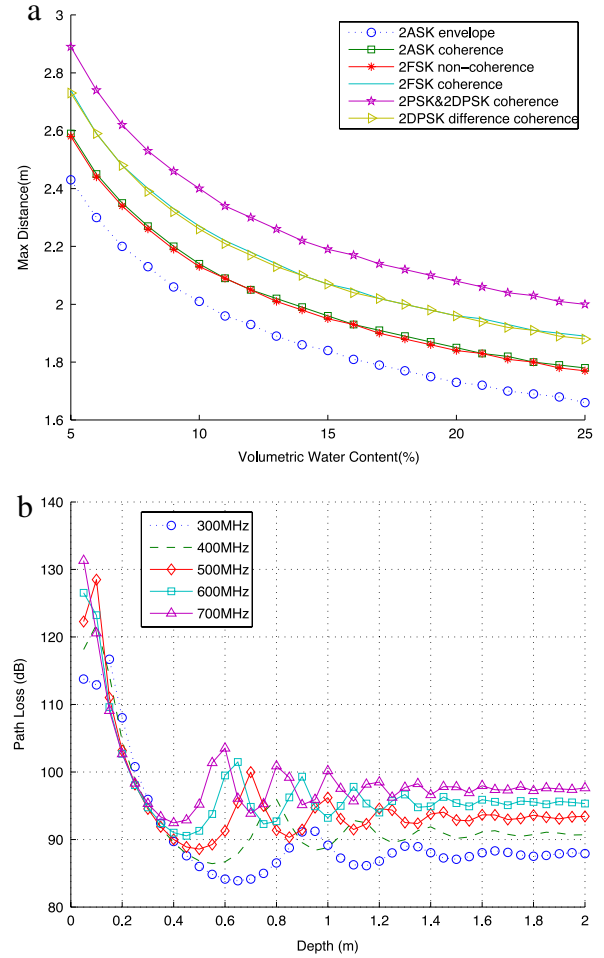 a
3
2.8
2.6
2.4
2.2
2
1.8
1.6
Max Distance(m)
5
10
15
20
25
Volumetric Water Content(%)
2ASK envelope
2ASK coherence
2FSK non-coherence
2FSK coherence
2PSK&2DPSK coherence
2DPSK difference coherence
b
140
130
120
110
100
90
80
Path Loss (dB)
0
0.2
0.4
0.6
0.8
1
1.2
1.4
1.6
1.8
2
Depth (m)
300MHz
400MHz
500MHz
600MHz
700MHz